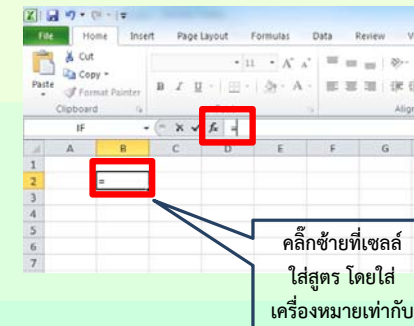 File Home Insert Page Layout Formulas Data Review V
Cut
Copy
Format Painter
Paste
11 A A
B I U A
Clipboard Align
IF fx =
A B C D E F G
1
2 =
3
4
5
6
7
คลิ๊กซ้ายที่เซลล์
ใส่สูตร โดยใส่
เครื่องหมายเท่ากับ